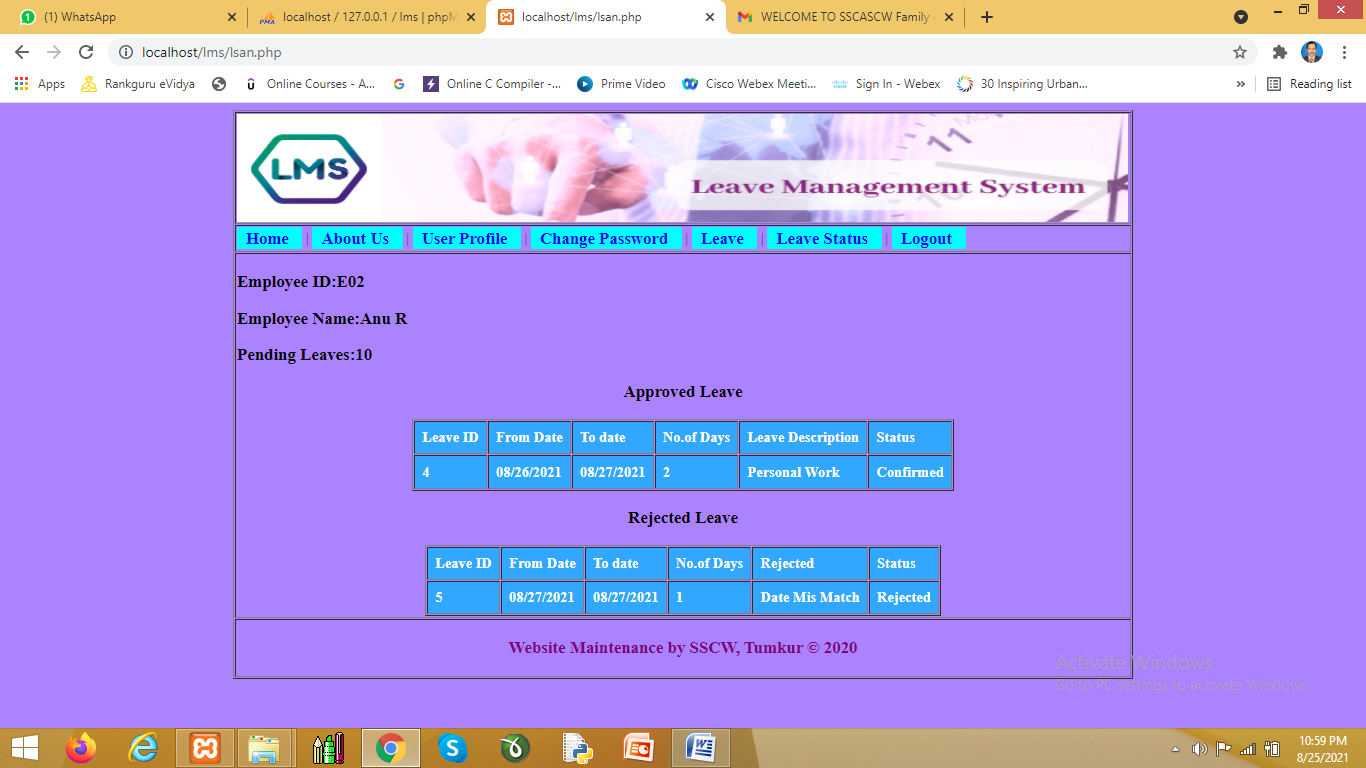 (1) WhatsApp
localhost / 127.0.0.1 / lms | phpM
localhost/lms/lsan.php
WELCOME TO SSCASCW Family -
localhost/lms/lsan.php
Apps
Rankguru eVidya
Online Courses - A...
Online C Compiler -...
Prime Video
Cisco Webex Meeti...
Sign In - Webex
30 Inspiring Urban...
»
Reading list
LMS
Leave Management System
Home | About Us | User Profile | Change Password | Leave | Leave Status | Logout
Employee ID:E02
Employee Name:Anu R
Pending Leaves:10
Approved Leave
Leave ID From Date To date No.of Days Leave Description Status
4 08/26/2021 08/27/2021 2 Personal Work Confirmed
Rejected Leave
Leave ID From Date To date No.of Days Rejected Status
5 08/27/2021 08/27/2021 1 Date Mis Match Rejected
Website Maintenance by SSCW, Tumkur © 2020
Activate Windows
Go to PC settings to activate Windows.
10:59 PM
8/25/2021